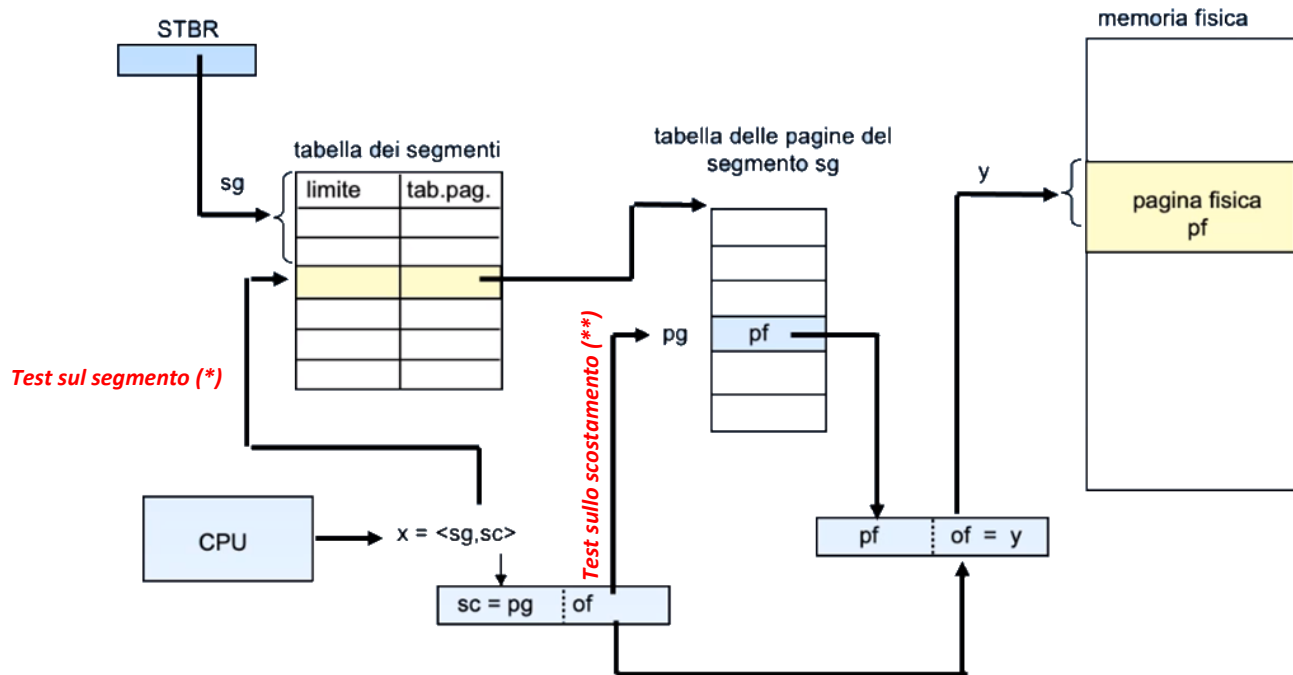 STBR
memoria fisica
tabella dei segmenti
tabella delle pagine del
segmento sg
sg
limite tab.pag.
y
pagina fisica
pf
Test sul segmento (*)
Test sullo scostamento (**)
pg
pf
CPU
x = <sg,sc>
pf of = y
sc = pg of